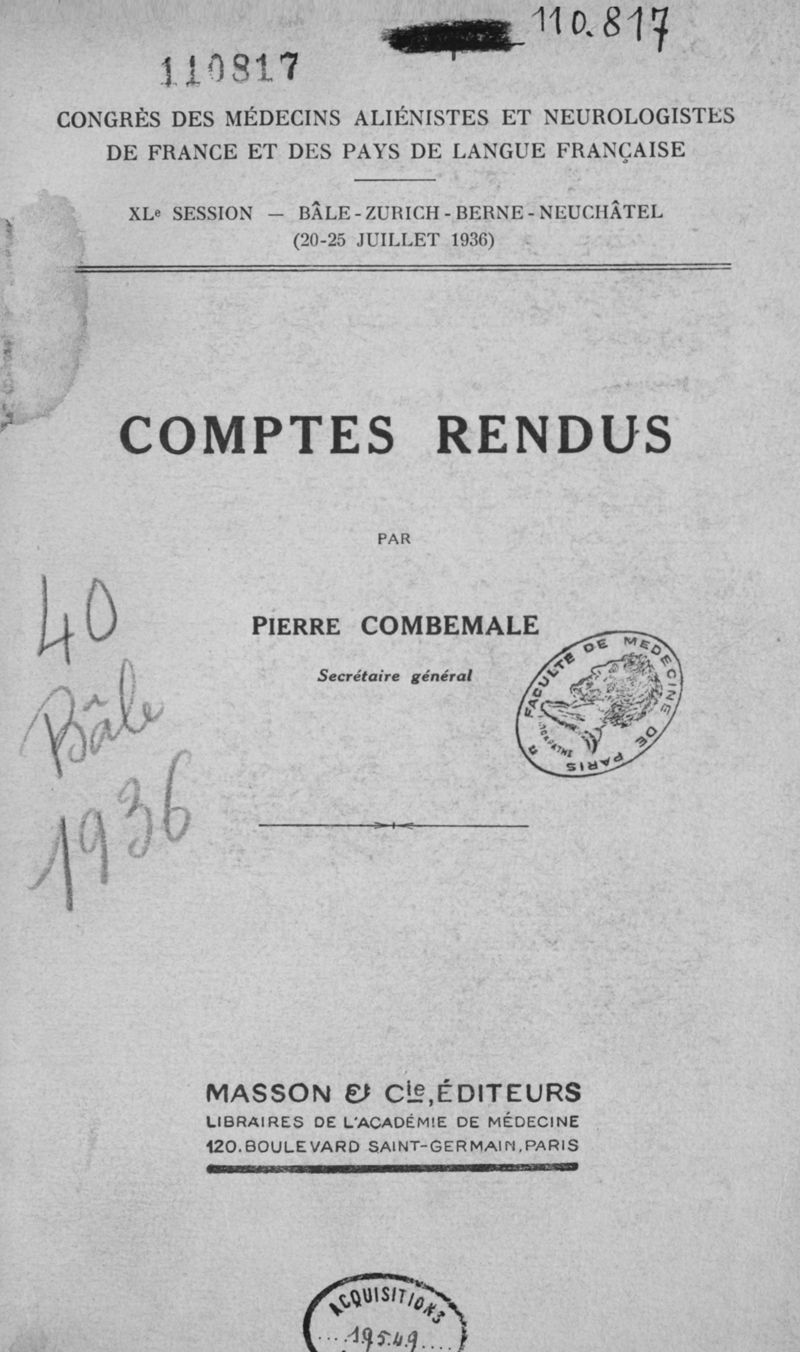 110.817
110817
CONGRÈS DES MÉDECINS ALIÉNISTES ET NEUROLOGISTES
DE FRANCE ET DES PAYS DE LANGUE FRANÇAISE
XLe SESSION — BÂLE-ZURICH-BERNE-NEUCHÂTEL
(20-25 JUILLET 1936)
COMPTES RENDUS
PAR
PIERRE COMBEMALE
Secrétaire général
FACULTÉ DE MEDECINE DE PARIS
40
Bâle
1936
MASSON & Cie, ÉDITEURS
LIBRAIRES DE L'ACADÉMIE DE MÉDECINE
120, BOULEVARD SAINT-GERMAIN, PARIS
ACQUISITIONS
19549